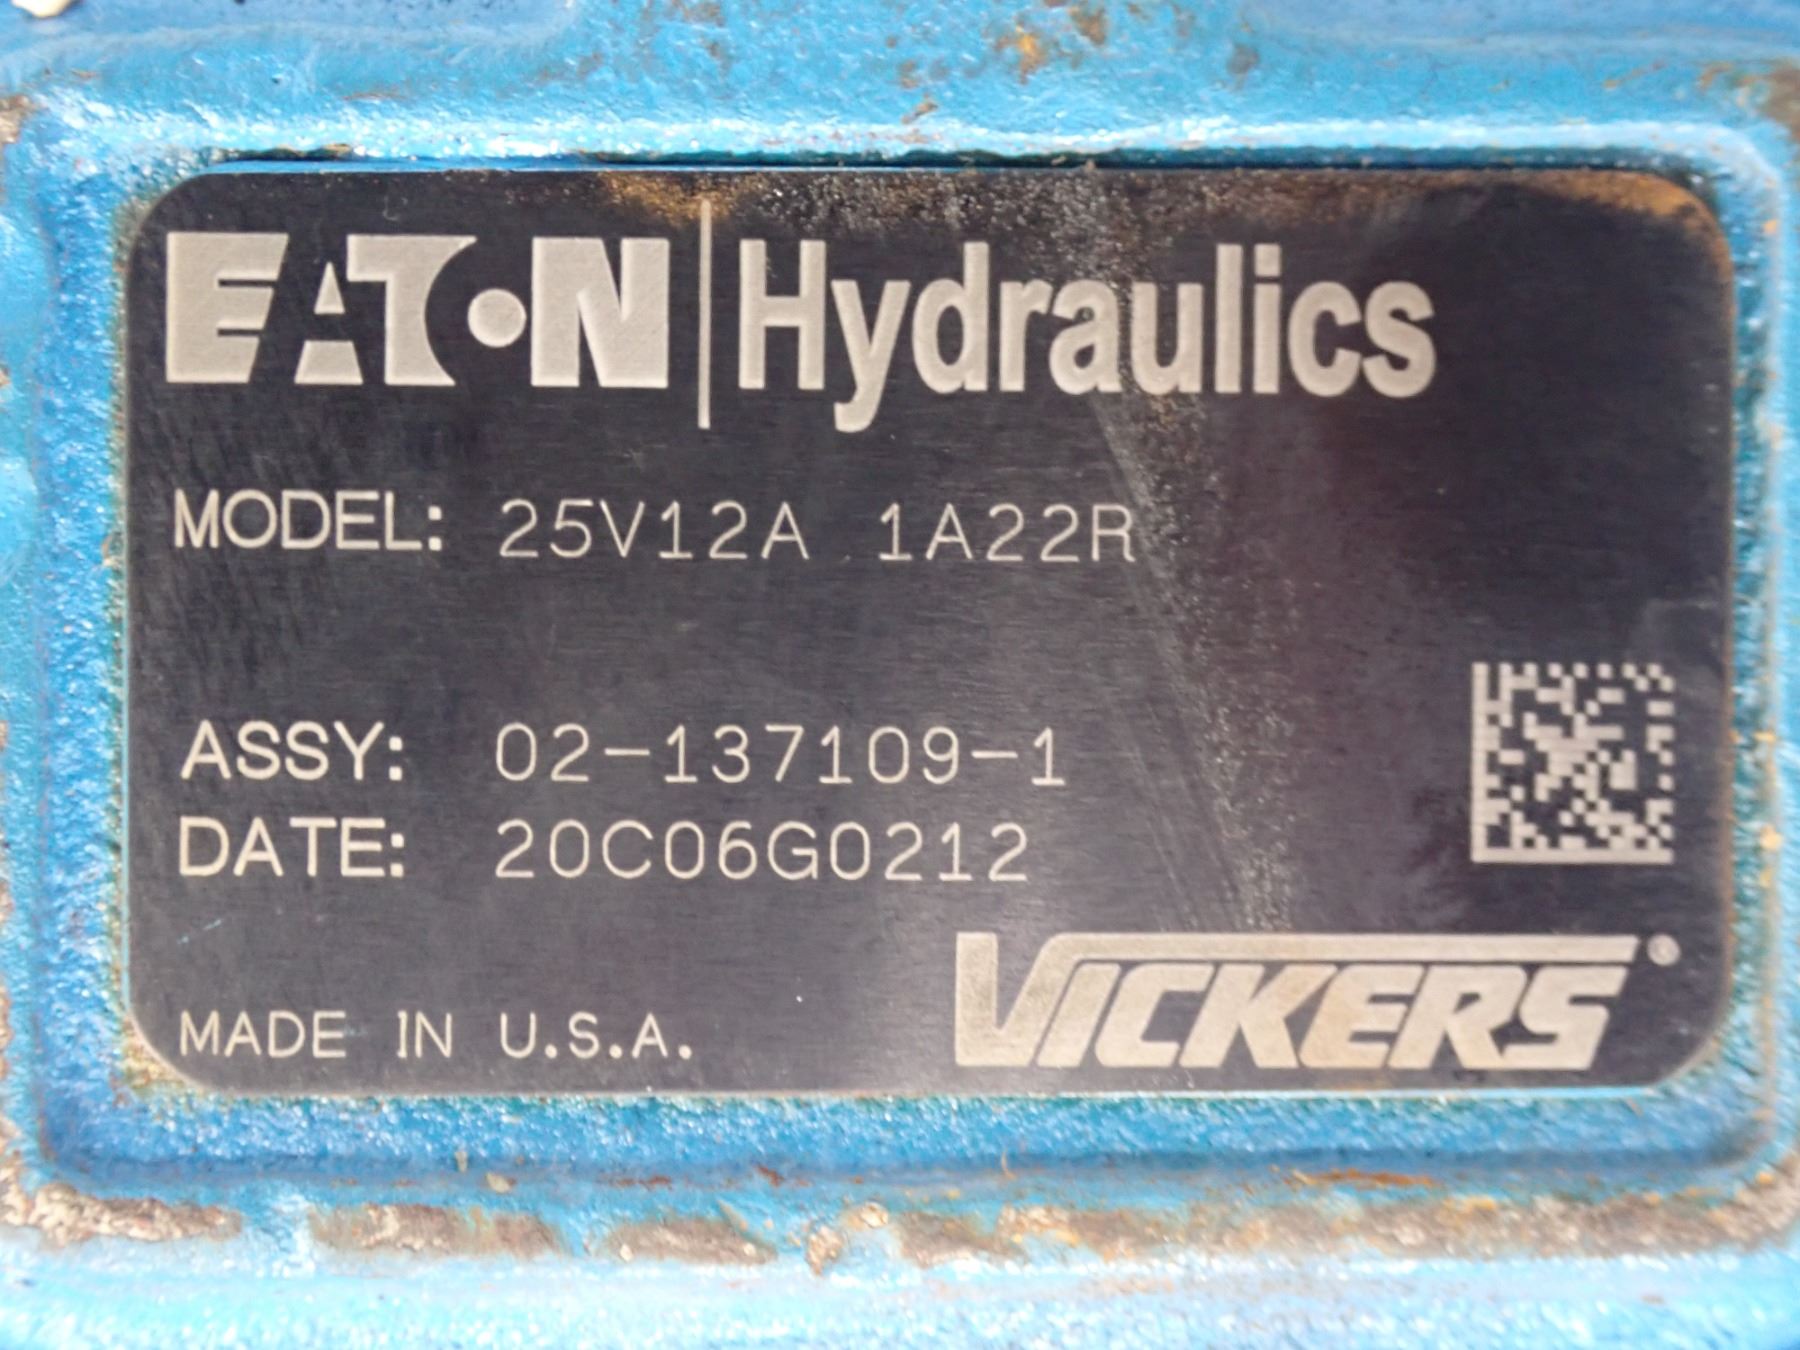 EATON | Hydraulics
MODEL: 25V12A 1A22R
ASSY: 02-137109-1
DATE: 20C06G0212
MADE IN U.S.A.
VICKERS®